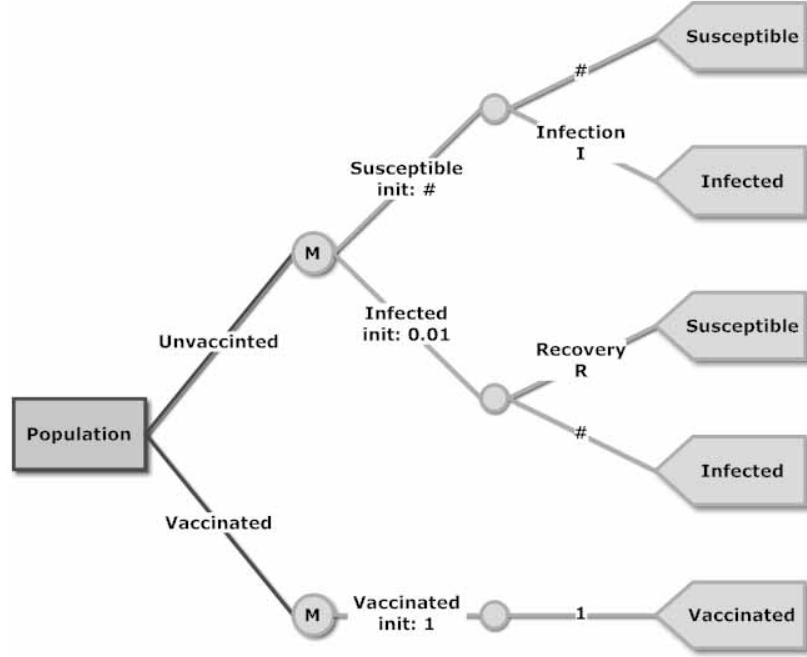 Susceptible
#
Infection
I
Susceptible
init: #
Infected
M
Infected
init: 0.01
Susceptible
Unvaccinted
Recovery
R
Population
#
Infected
Vaccinated
M
Vaccinated
init: 1
1
Vaccinated